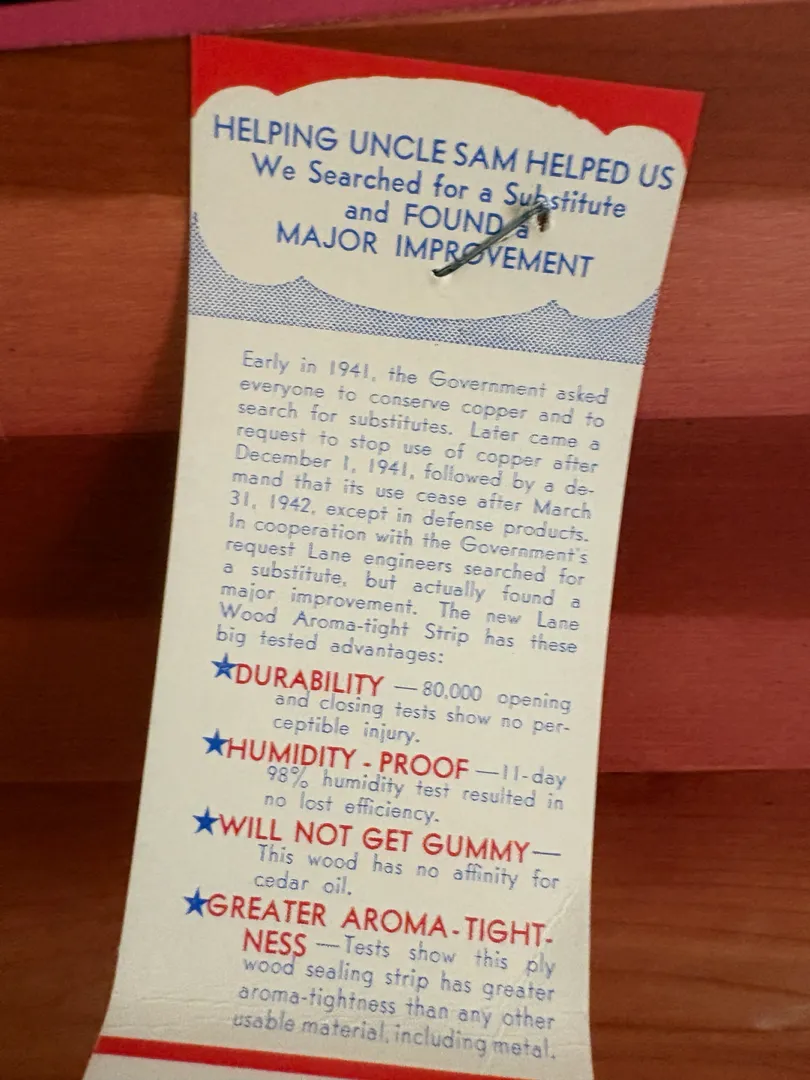 HELPING UNCLE SAM HELPED US
We Searched for a Substitute
and FOUND a
MAJOR IMPROVEMENT
Early in 1941, the Government asked
everyone to conserve copper and to
search for substitutes. Later came a
request to stop use of copper after
December 1, 1941, followed by a de-
mand that its use cease after March
31, 1942, except in defense products.
In cooperation with the Government's
request Lane engineers searched for
a substitute, but actually found a
major improvement. The new Lane
Wood Aroma-tight Strip has these
big tested advantages:
★DURABILITY — 80,000 opening
and closing tests show no per-
ceptible injury.
★HUMIDITY - PROOF —11-day
98% humidity test resulted in
no lost efficiency.
★WILL NOT GET GUMMY—
This wood has no affinity for
cedar oil.
★GREATER AROMA-TIGHT-
NESS —Tests show this ply
wood sealing strip has greater
aroma-tightness than any other
usable material, including metal.